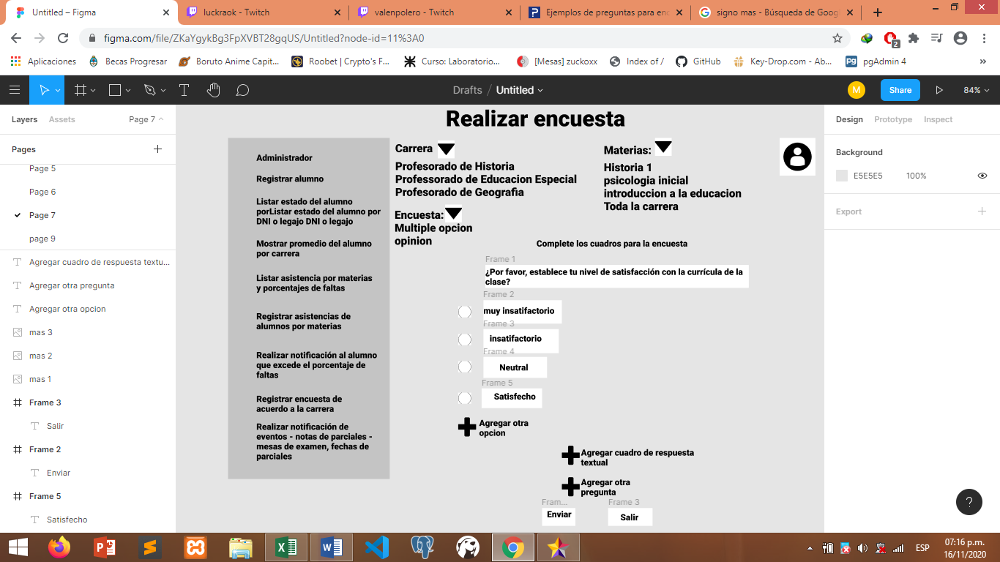 Untitled – Figma
luckraok - Twitch
valenpolero - Twitch
Ejemplos de preguntas para enc
signo mas - Búsqueda de Goog
figma.com/file/ZKaYgykBg3FpXVBT28gqUS/Untitled?node-id=11%3A0
2
Aplicaciones
Becas Progresar
Boruto Anime Capit...
Roobet | Crypto's F...
Curso: Laboratorio...
[Mesas] zuckoxx
Index of /
GitHub
Key-Drop.com - Ab...
pgAdmin 4
»
Drafts / Untitled
M
Share
84%
Layers
Assets
Page 7
Pages
Page 5
Page 6
Page 7
page 9
Agregar cuadro de respuesta textu...
Agregar otra pregunta
Agregar otra opcion
mas 3
mas 2
mas 1
Frame 3
Salir
Frame 2
Enviar
Frame 5
Satisfecho
Realizar encuesta
Administrador
Registrar alumno
Listar estado del alumno
porListar estado del alumno por
DNI o legajo DNI o legajo
Mostrar promedio del alumno
por carrera
Listar asistencia por materias
y porcentajes de faltas
Registrar asistencias de
alumnos por materias
Realizar notificación al alumno
que excede el porcentaje de
faltas
Registrar encuesta de
acuerdo a la carrera
Realizar notificación de
eventos - notas de parciales -
mesas de examen, fechas de
parciales
Carrera
Profesorado de Historia
Professorado de Educacion Especial
Profesorado de Geografia
Materias:
Historia 1
psicologia inicial
introduccion a la educacion
Toda la carrera
Encuesta:
Multiple opcion
opinion
Complete los cuadros para la encuesta
Frame 1
¿Por favor, establece tu nivel de satisfacción con la currícula de la
clase?
Frame 2
muy insatifactorio
Frame 3
insatifactorio
Frame 4
Neutral
Frame 5
Satisfecho
Agregar otra
opcion
Agregar cuadro de respuesta
textual
Agregar otra
pregunta
Fram...
Enviar
Frame 3
Salir
Design
Prototype
Inspect
Background
E5E5E5
100%
Export
?
ESP
07:16 p.m.
16/11/2020